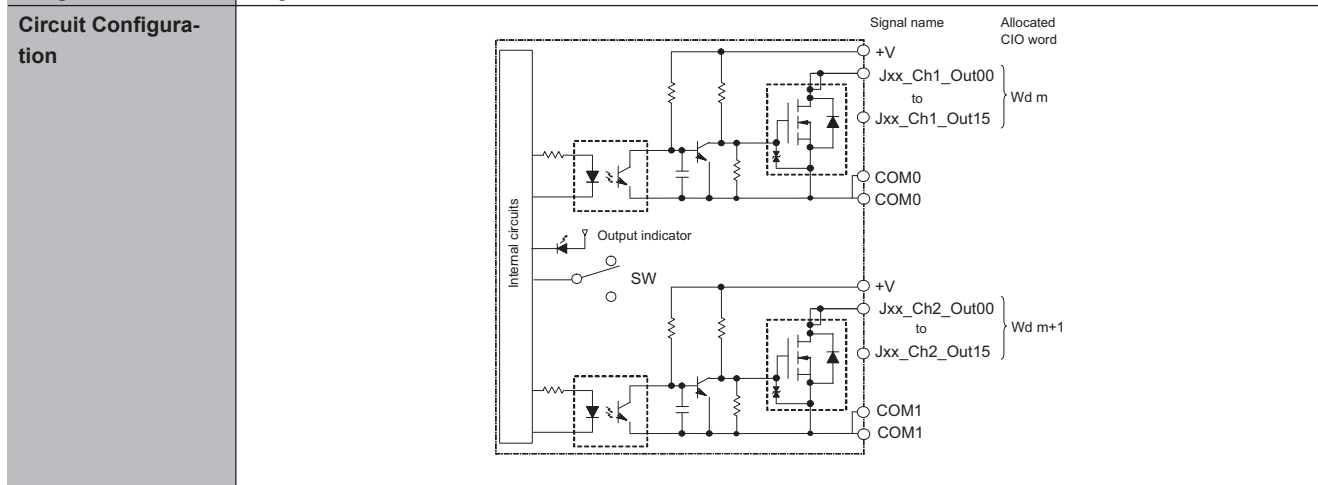 Circuit Configura-
tion
Signal name
Allocated
CIO word
+V
Jxx_Ch1_Out00
to
Jxx_Ch1_Out15
Wd m
COM0
COM0
Internal circuits
Output indicator
SW
+V
Jxx_Ch2_Out00
to
Jxx_Ch2_Out15
Wd m+1
COM1
COM1